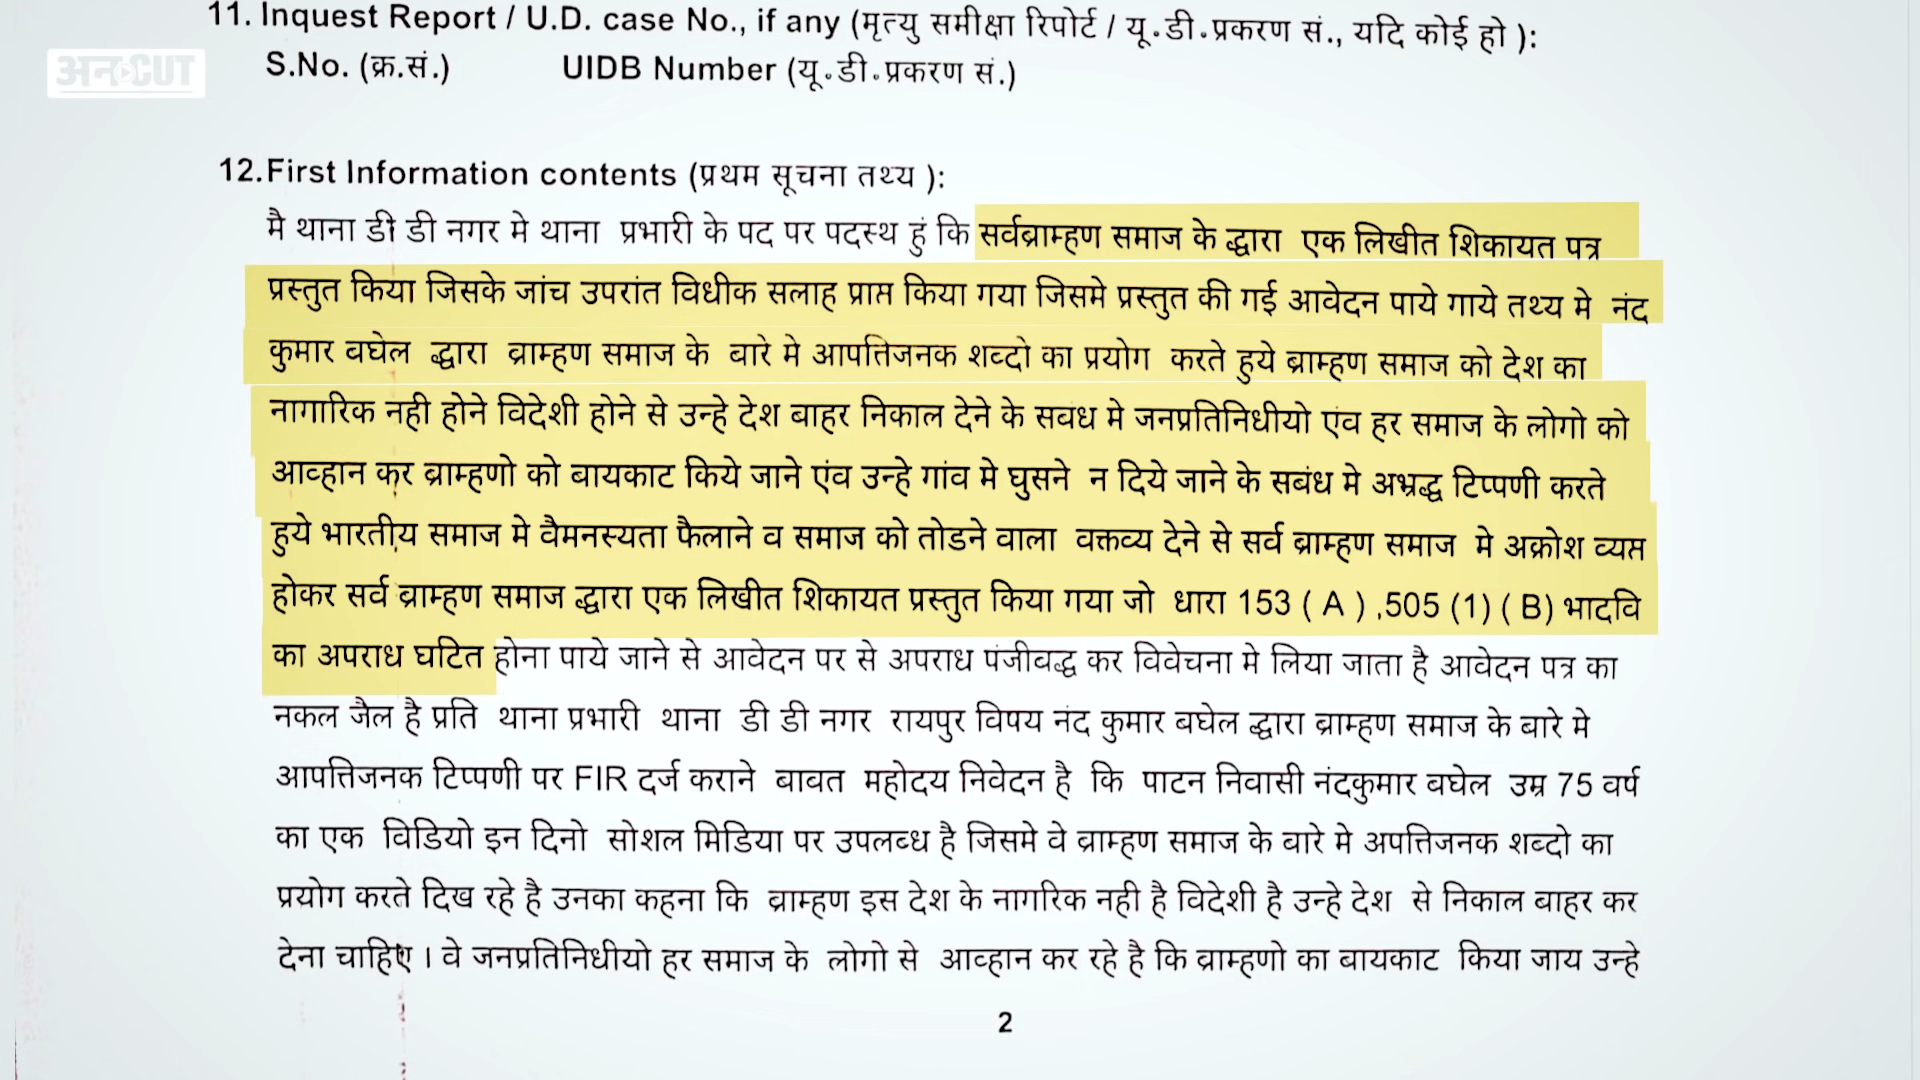 अनCUT
11. Inquest Report / U.D. case No., if any (मृत्यु समीक्षा रिपोर्ट / यू.डी.प्रकरण सं., यदि कोई हो ):
S.No. (क्र.सं.) UIDB Number (यू.डी.प्रकरण सं.)
12.First Information contents (प्रथम सूचना तथ्य ):
मै थाना डी डी नगर मे थाना प्रभारी के पद पर पदस्थ हुं कि सर्वब्राम्हण समाज के द्धारा एक लिखीत शिकायत पत्र
प्रस्तुत किया जिसके जांच उपरांत विधीक सलाह प्राप्त किया गया जिसमे प्रस्तुत की गई आवेदन पाये गाये तथ्य मे नंद
कुमार बघेल द्धारा ब्राम्हण समाज के बारे मे आपत्तिजनक शब्दो का प्रयोग करते हुये ब्राम्हण समाज को देश का
नागारिक नही होने विदेशी होने से उन्हे देश बाहर निकाल देने के सबंध मे जनप्रतिनिधीयो एंव हर समाज के लोगो को
आव्हान कर ब्राम्हणो को बायकाट किये जाने एंव उन्हे गांव मे घुसने न दिये जाने के सबंध मे अभ्रद्ध टिप्पणी करते
हुये भारतीय समाज मे वैमनस्यता फैलाने व समाज को तोडने वाला वक्तव्य देने से सर्व ब्राम्हण समाज मे अक्रोश व्यप्त
होकर सर्व ब्राम्हण समाज द्धारा एक लिखीत शिकायत प्रस्तुत किया गया जो धारा 153 ( A ) ,505 (1) ( B) भादवि
का अपराध घटित होना पाये जाने से आवेदन पर से अपराध पंजीबद्ध कर विवेचना मे लिया जाता है आवेदन पत्र का
नकल जैल है प्रति थाना प्रभारी थाना डी डी नगर रायपुर विषय नंद कुमार बघेल द्धारा ब्राम्हण समाज के बारे मे
आपत्तिजनक टिप्पणी पर FIR दर्ज कराने बावत महोदय निवेदन है कि पाटन निवासी नंदकुमार बघेल उम्र 75 वर्ष
का एक विडियो इन दिनो सोशल मिडिया पर उपलब्ध है जिसमे वे ब्राम्हण समाज के बारे मे अपत्तिजनक शब्दो का
प्रयोग करते दिख रहे है उनका कहना कि ब्राम्हण इस देश के नागरिक नही है विदेशी है उन्हे देश से निकाल बाहर कर
देना चाहिए । वे जनप्रतिनिधीयो हर समाज के लोगो से आव्हान कर रहे है कि ब्राम्हणो का बायकाट किया जाय उन्हे
2